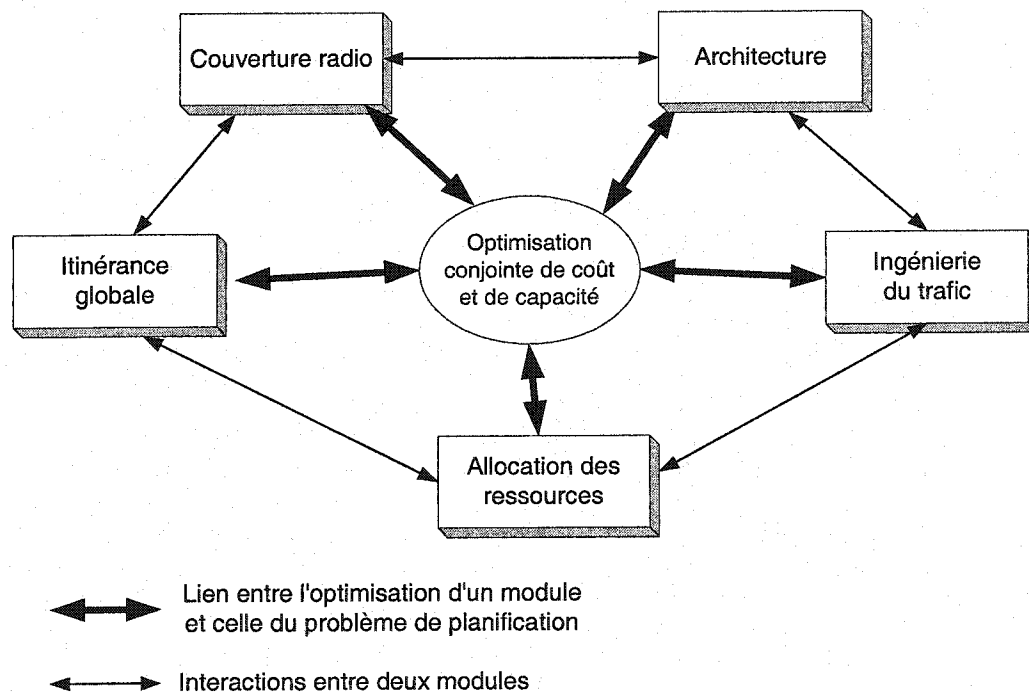 Couverture radio
Architecture
Itinérance
globale
Optimisation
conjointe de coût
et de capacité
Ingénierie
du trafic
Allocation des
ressources
Lien entre l'optimisation d'un module
et celle du problème de planification
Interactions entre deux modules